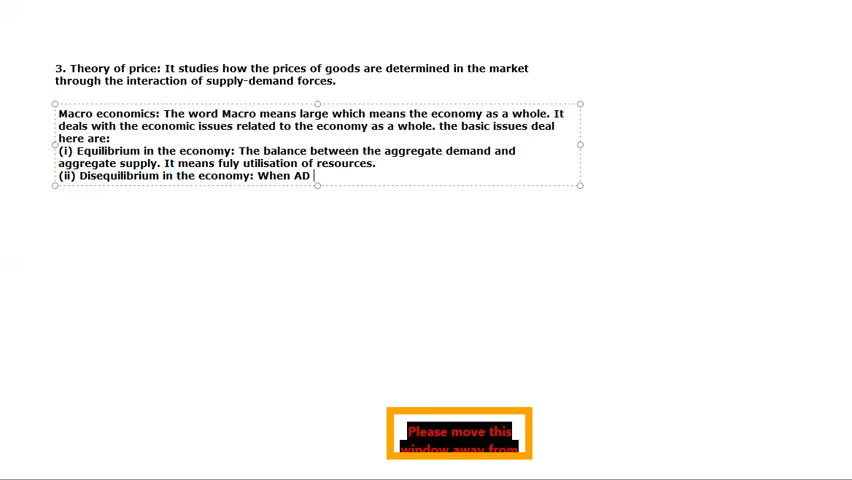 3. Theory of price: It studies how the prices of goods are determined in the market
through the interaction of supply-demand forces.
Macro economics: The word Macro means large which means the economy as a whole. It
deals with the economic issues related to the economy as a whole. the basic issues deal
here are:
(i) Equilibrium in the economy: The balance between the aggregate demand and
aggregate supply. It means fuly utilisation of resources.
(ii) Disequilibrium in the economy: When AD
Please move this
window away from